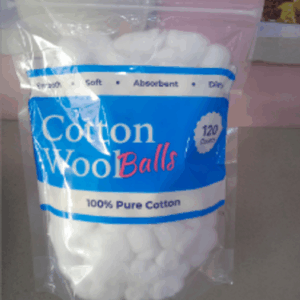 Soft • Absorbent •
Cotton
Wool Balls
120
100% Pure Cotton